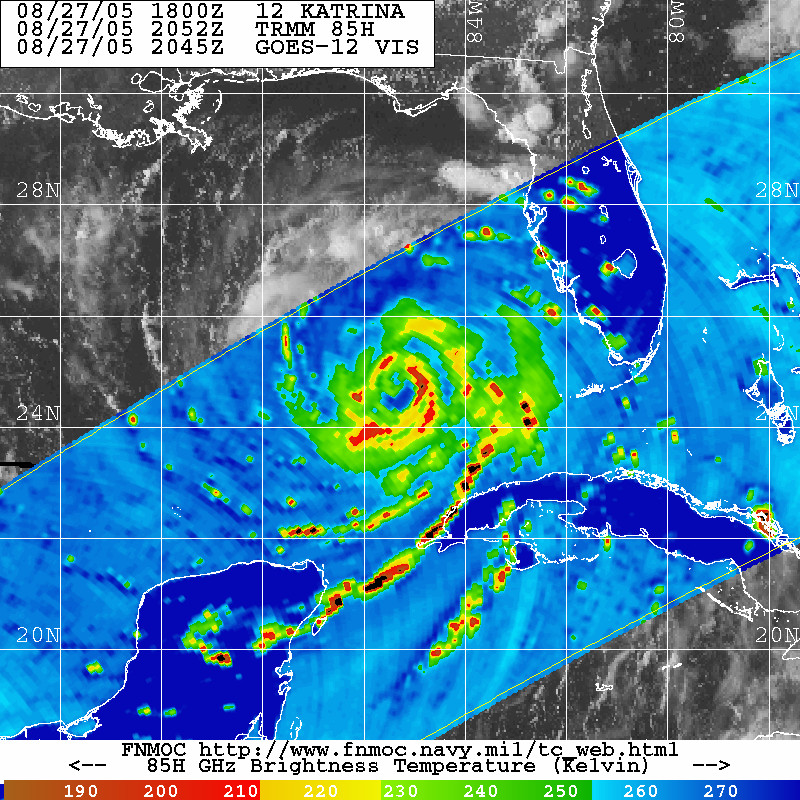 08/27/05 1800Z 12 KATRINA
08/27/05 2052Z TRMM 85H
08/27/05 2045Z GOES-12 VIS
84W
80W
28N 28N
24N 24N
20N 20N
FNMOC http://www.fnmoc.navy.mil/tc_web.html
<-- 85H GHz Brightness Temperature (Kelvin) -->
190 200 210 220 230 240 250 260 270